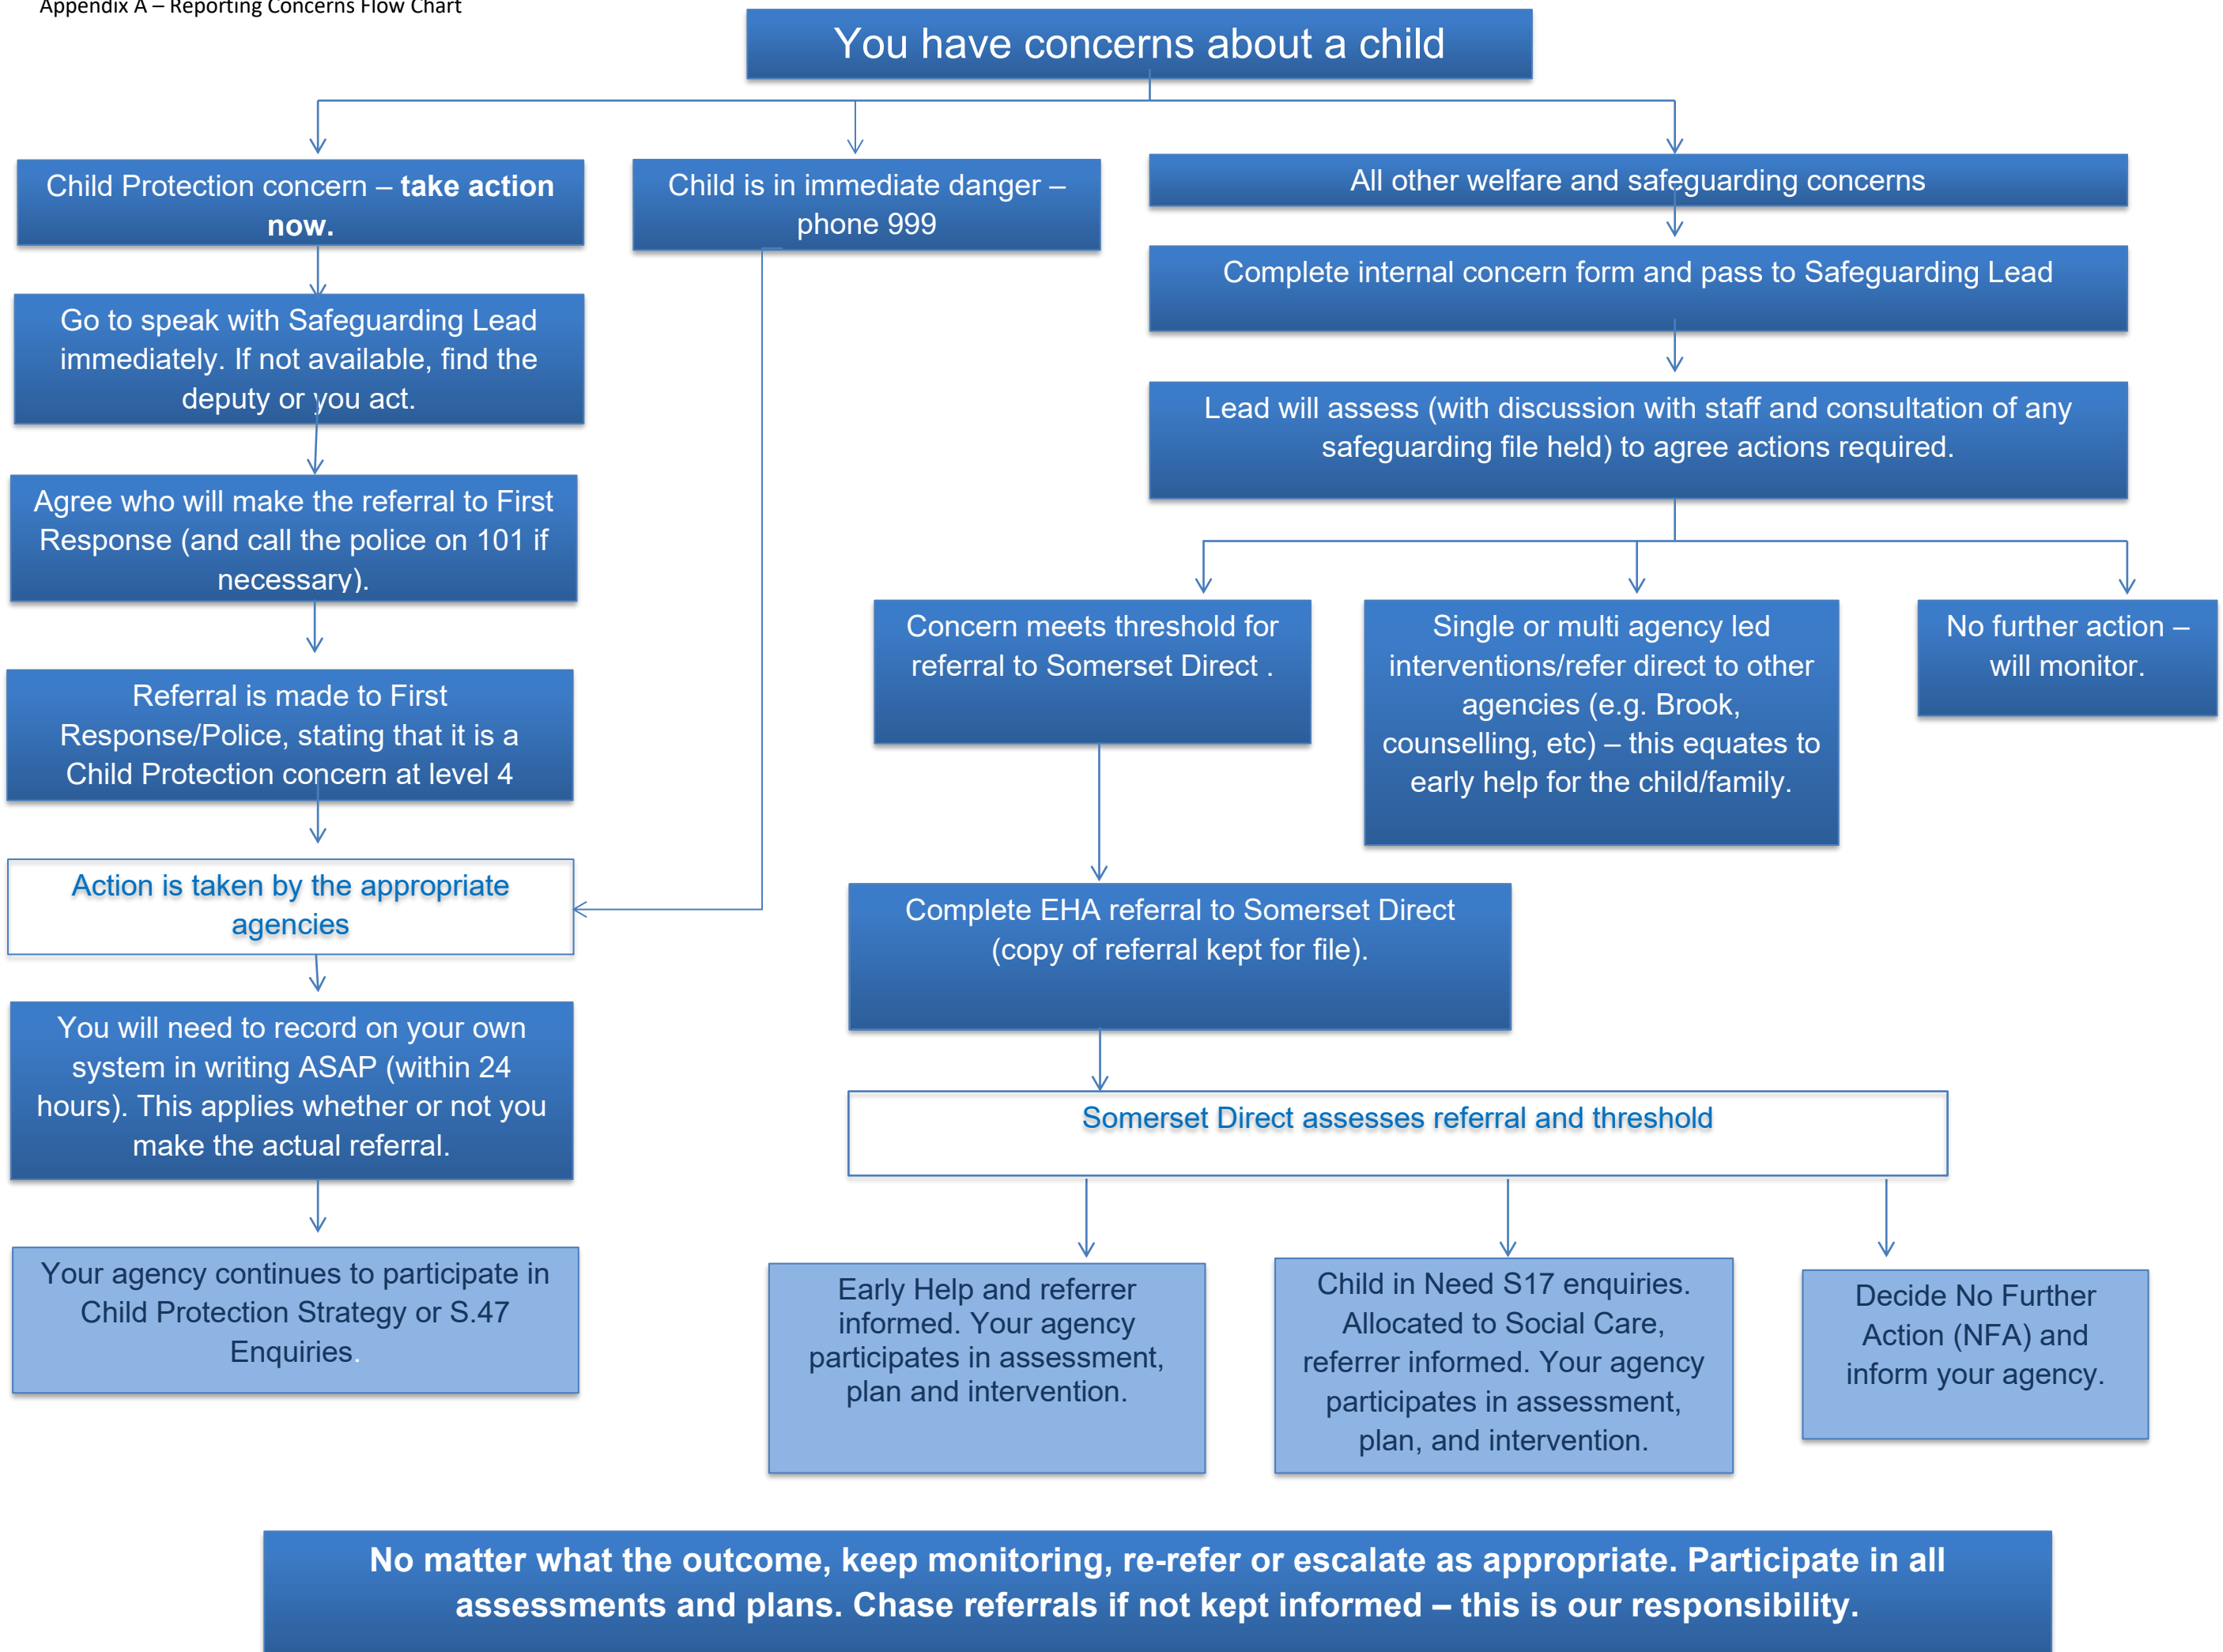 Appendix A – Reporting Concerns Flow Chart
You have concerns about a child
Child Protection concern – take action
now.
Child is in immediate danger –
phone 999
All other welfare and safeguarding concerns
Go to speak with Safeguarding Lead
immediately. If not available, find the
deputy or you act.
Complete internal concern form and pass to Safeguarding Lead
Lead will assess (with discussion with staff and consultation of any
safeguarding file held) to agree actions required.
Agree who will make the referral to First
Response (and call the police on 101 if
necessary).
Referral is made to First
Response/Police, stating that it is a
Child Protection concern at level 4
Concern meets threshold for
referral to Somerset Direct .
Single or multi agency led
interventions/refer direct to other
agencies (e.g. Brook,
counselling, etc) – this equates to
early help for the child/family.
No further action –
will monitor.
Action is taken by the appropriate
agencies
Complete EHA referral to Somerset Direct
(copy of referral kept for file).
You will need to record on your own
system in writing ASAP (within 24
hours). This applies whether or not you
make the actual referral.
Somerset Direct assesses referral and threshold
Your agency continues to participate in
Child Protection Strategy or S.47
Enquiries.
Early Help and referrer
informed. Your agency
participates in assessment,
plan and intervention.
Child in Need S17 enquiries.
Allocated to Social Care,
referrer informed. Your agency
participates in assessment,
plan, and intervention.
Decide No Further
Action (NFA) and
inform your agency.
No matter what the outcome, keep monitoring, re-refer or escalate as appropriate. Participate in all
assessments and plans. Chase referrals if not kept informed – this is our responsibility.